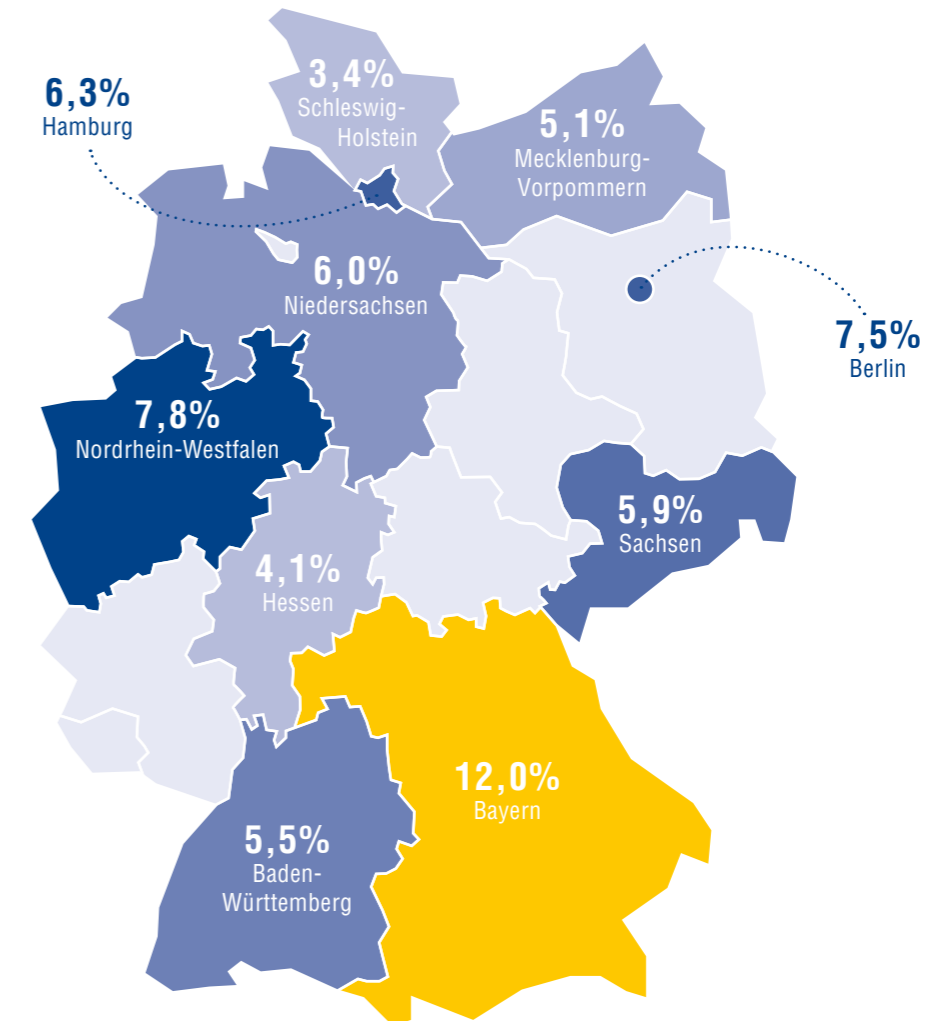 3,4%
Schleswig-
Holstein
6,3%
Hamburg
5,1%
Mecklenburg-
Vorpommern
6,0%
Niedersachsen
7,5%
Berlin
7,8%
Nordrhein-Westfalen
5,9%
Sachsen
4,1%
Hessen
12,0%
Bayern
5,5%
Baden-
Württemberg